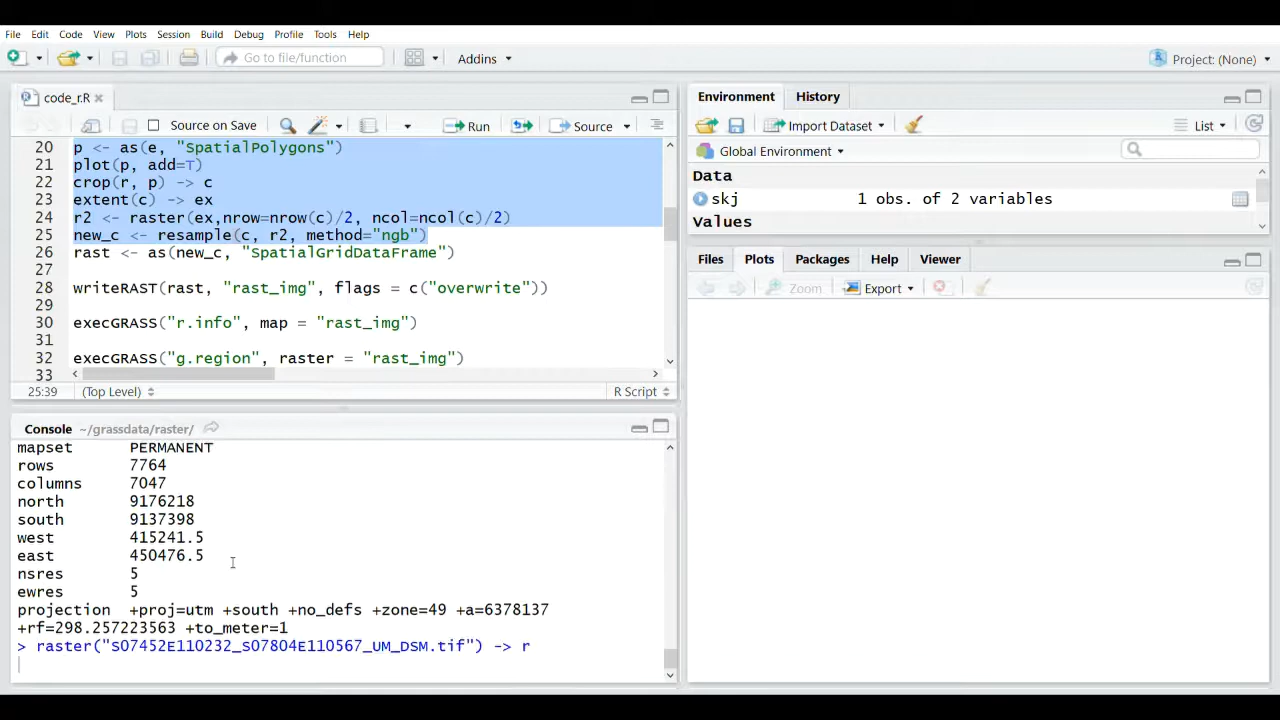 File Edit Code View Plots Session Build Debug Profile Tools Help
Go to file/function Addins Project: (None)
code_r.R
Source on Save Run Source
20 p <- as(e, "SpatialPolygons")
21 plot(p, add=T)
22 crop(r, p) -> c
23 extent(c) -> ex
24 r2 <- raster(ex,nrow=nrow(c)/2, ncol=ncol(c)/2)
25 new_c <- resample(c, r2, method="ngb")
26 rast <- as(new_c, "SpatialGridDataFrame")
27
28 writeRAST(rast, "rast_img", flags = c("overwrite"))
29
30 execGRASS("r.info", map = "rast_img")
31
32 execGRASS("g.region", raster = "rast_img")
33
25:39 (Top Level) R Script
Console ~/grassdata/raster/
mapset PERMANENT
rows 7764
columns 7047
north 9176218
south 9137398
west 415241.5
east 450476.5
nsres 5
ewres 5
projection +proj=utm +south +no_defs +zone=49 +a=6378137
+rf=298.257223563 +to_meter=1
> raster("S07452E110232_S07804E110567_UM_DSM.tif") -> r
Environment History
Import Dataset List
Global Environment
Data
skj 1 obs. of 2 variables
Values
Files Plots Packages Help Viewer
Zoom Export